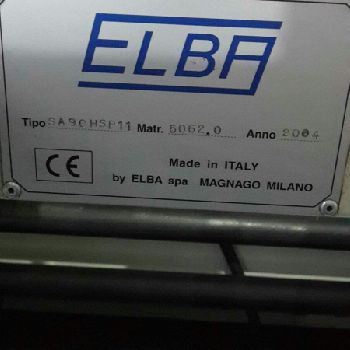 ELBA
Tipo SA90HSP11 Matr. 5062.0 Anno 2004
CE Made in ITALY
by ELBA spa MAGNAGO MILANO